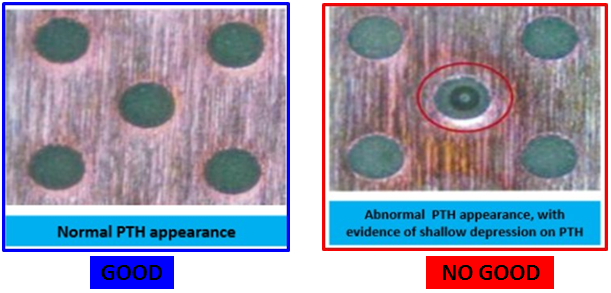 Normal PTH appearance
GOOD
Abnormal PTH appearance, with
evidence of shallow depression on PTH
NO GOOD